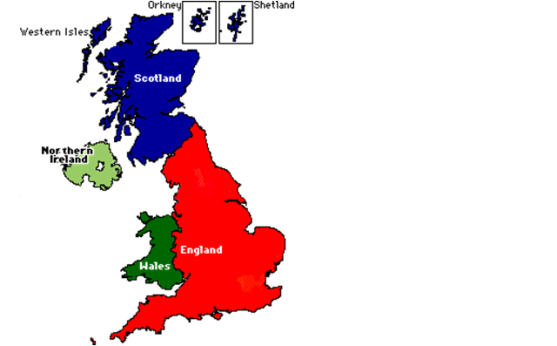 Orkney
Shetland
Western Isles
Scotland
Northern
Ireland
England
Wales